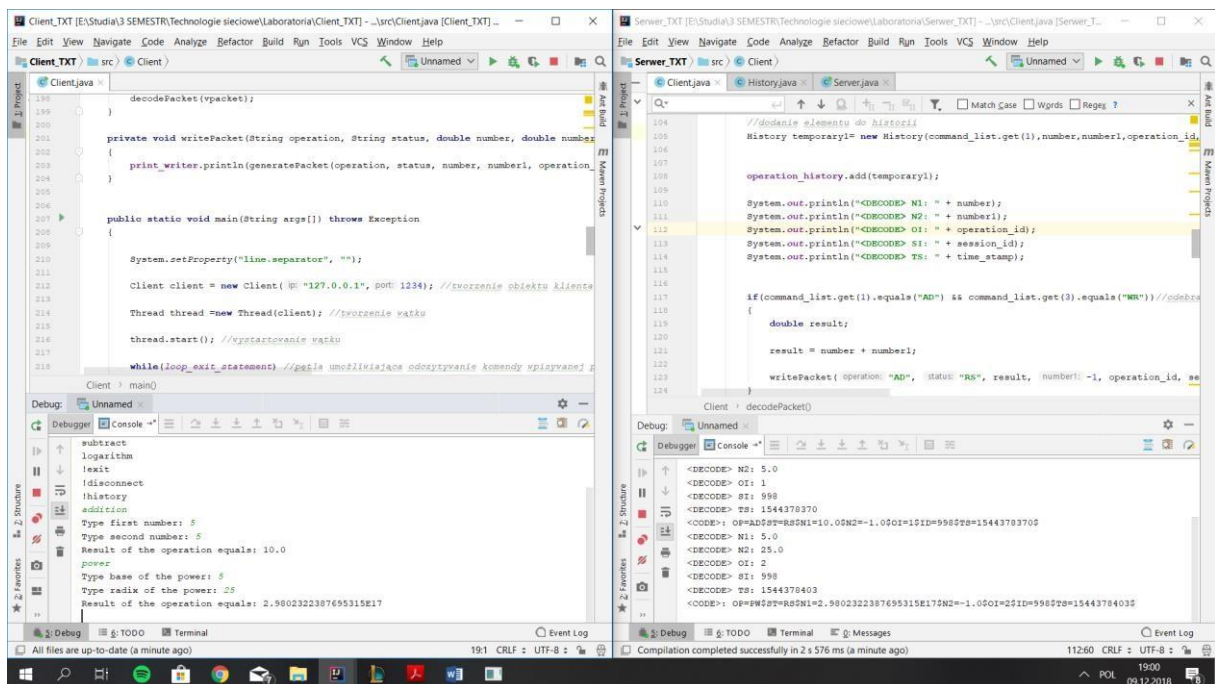 Client_TXT [E:\Studia\3 SEMESTR\Technologie sieciowe\Laboratoria\Client_TXT] - ...\src\Client.java [Client_TXT] ...
File Edit View Navigate Code Analyze Refactor Build Run Tools VCS Window Help
Client_TXT src Client Unnamed
Client.java
1: Project
Ant Build
Maven Projects
198 decodePacket(vpacket);
199 }
200
201 private void writePacket(String operation, String status, double number, double number
202 {
203 print_writer.println(generatePacket(operation, status, number, number1, operation_
204 }
205
206
207 public static void main(String args[]) throws Exception
208 {
209
210 System.setProperty("line.separator", "");
211
212 Client client = new Client( ip: "127.0.0.1", port: 1234); //tworzenie obiektu klienta
213
214 Thread thread =new Thread(client); //tworzenie wątku
215
216 thread.start(); //wystartowanie wątku
217
218 while(loop_exit_statement) //pętla umożliwiająca odczytywanie komendy wpisywanej p
Client main()
Debug: Unnamed
Debugger Console
subtract
logarithm
!exit
!disconnect
!history
addition
Type first number: 5
Type second number: 5
Result of the operation equals: 10.0
power
Type base of the power: 5
Type radix of the power: 25
Result of the operation equals: 2.9802322387695315E17
Z: Structure
2: Favorites
5: Debug 6: TODO Terminal Event Log
All files are up-to-date (a minute ago) 19:1 CRLF UTF-8
Serwer_TXT [E:\Studia\3 SEMESTR\Technologie sieciowe\Laboratoria\Serwer_TXT] - ...\src\Client.java [Serwer_T...
File Edit View Navigate Code Analyze Refactor Build Run Tools VCS Window Help
Serwer_TXT src Client Unnamed
Client.java History.java Server.java
1: Project
Ant Build
Maven Projects
Match Case Words Regex ?
104 //dodanie elementu do historii
105 History temporary1= new History(command_list.get(1),number,number1,operation_id,
106
107
108 operation_history.add(temporary1);
109
110 System.out.println("<DECODE> N1: " + number);
111 System.out.println("<DECODE> N2: " + number1);
112 System.out.println("<DECODE> OI: " + operation_id);
113 System.out.println("<DECODE> SI: " + session_id);
114 System.out.println("<DECODE> TS: " + time_stamp);
115
116
117 if(command_list.get(1).equals("AD") && command_list.get(3).equals("WR"))//odebra
118 {
119 double result;
120
121 result = number + number1;
122
123 writePacket( operation: "AD", status: "RS", result, number1: -1, operation_id, se
124 }
Client decodePacket()
Debug: Unnamed
Debugger Console
<DECODE> N2: 5.0
<DECODE> OI: 1
<DECODE> SI: 998
<DECODE> TS: 1544378370
<CODE>: OP=AD$ST=RS$N1=10.0$N2=-1.0$OI=1$ID=998$TS=1544378370$
<DECODE> N1: 5.0
<DECODE> N2: 25.0
<DECODE> OI: 2
<DECODE> SI: 998
<DECODE> TS: 1544378403
<CODE>: OP=PW$ST=RS$N1=2.9802322387695315E17$N2=-1.0$OI=2$ID=998$TS=1544378403$
Z: Structure
2: Favorites
5: Debug 6: TODO Terminal 0: Messages Event Log
Compilation completed successfully in 2 s 576 ms (a minute ago) 112:60 CRLF UTF-8
POL 19:00
09.12.2018